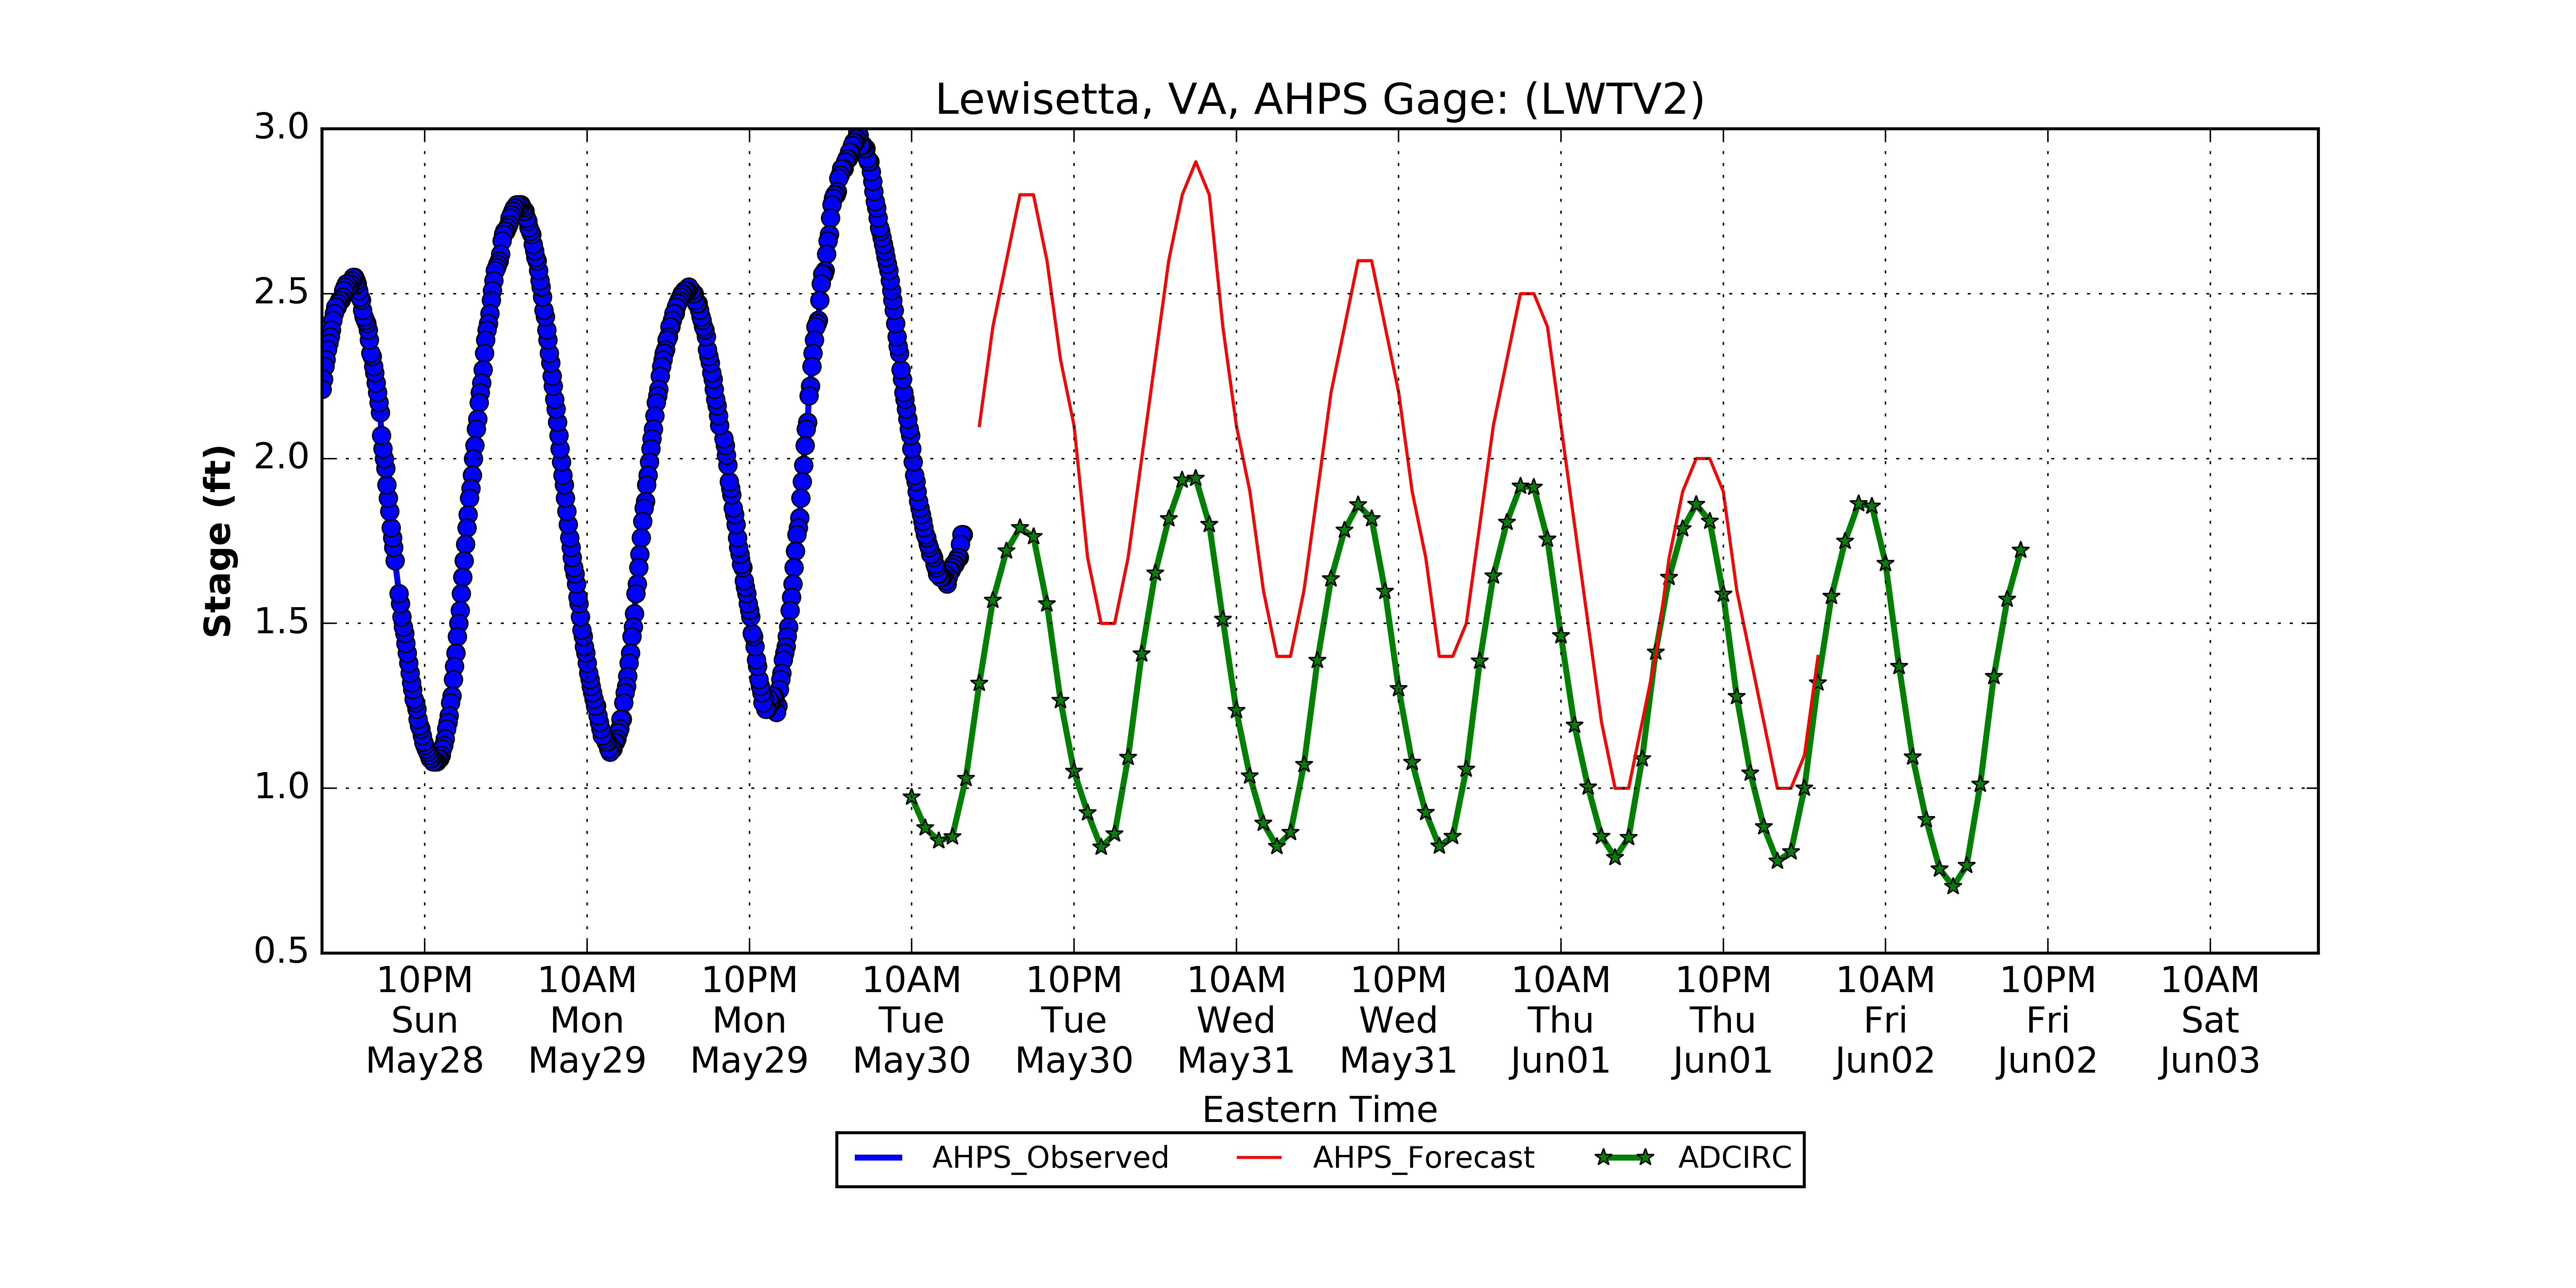 Lewisetta, VA, AHPS Gage: (LWTV2)
3.0
2.5
2.0
1.5
1.0
0.5
Stage (ft)
10PM 10AM 10PM 10AM 10PM 10AM 10PM 10AM 10PM 10AM 10PM 10AM
Sun Mon Mon Tue Tue Wed Wed Thu Thu Fri Fri Sat
May28 May29 May29 May30 May30 May31 May31 Jun01 Jun01 Jun02 Jun02 Jun03
Eastern Time
AHPS_Observed AHPS_Forecast ADCIRC